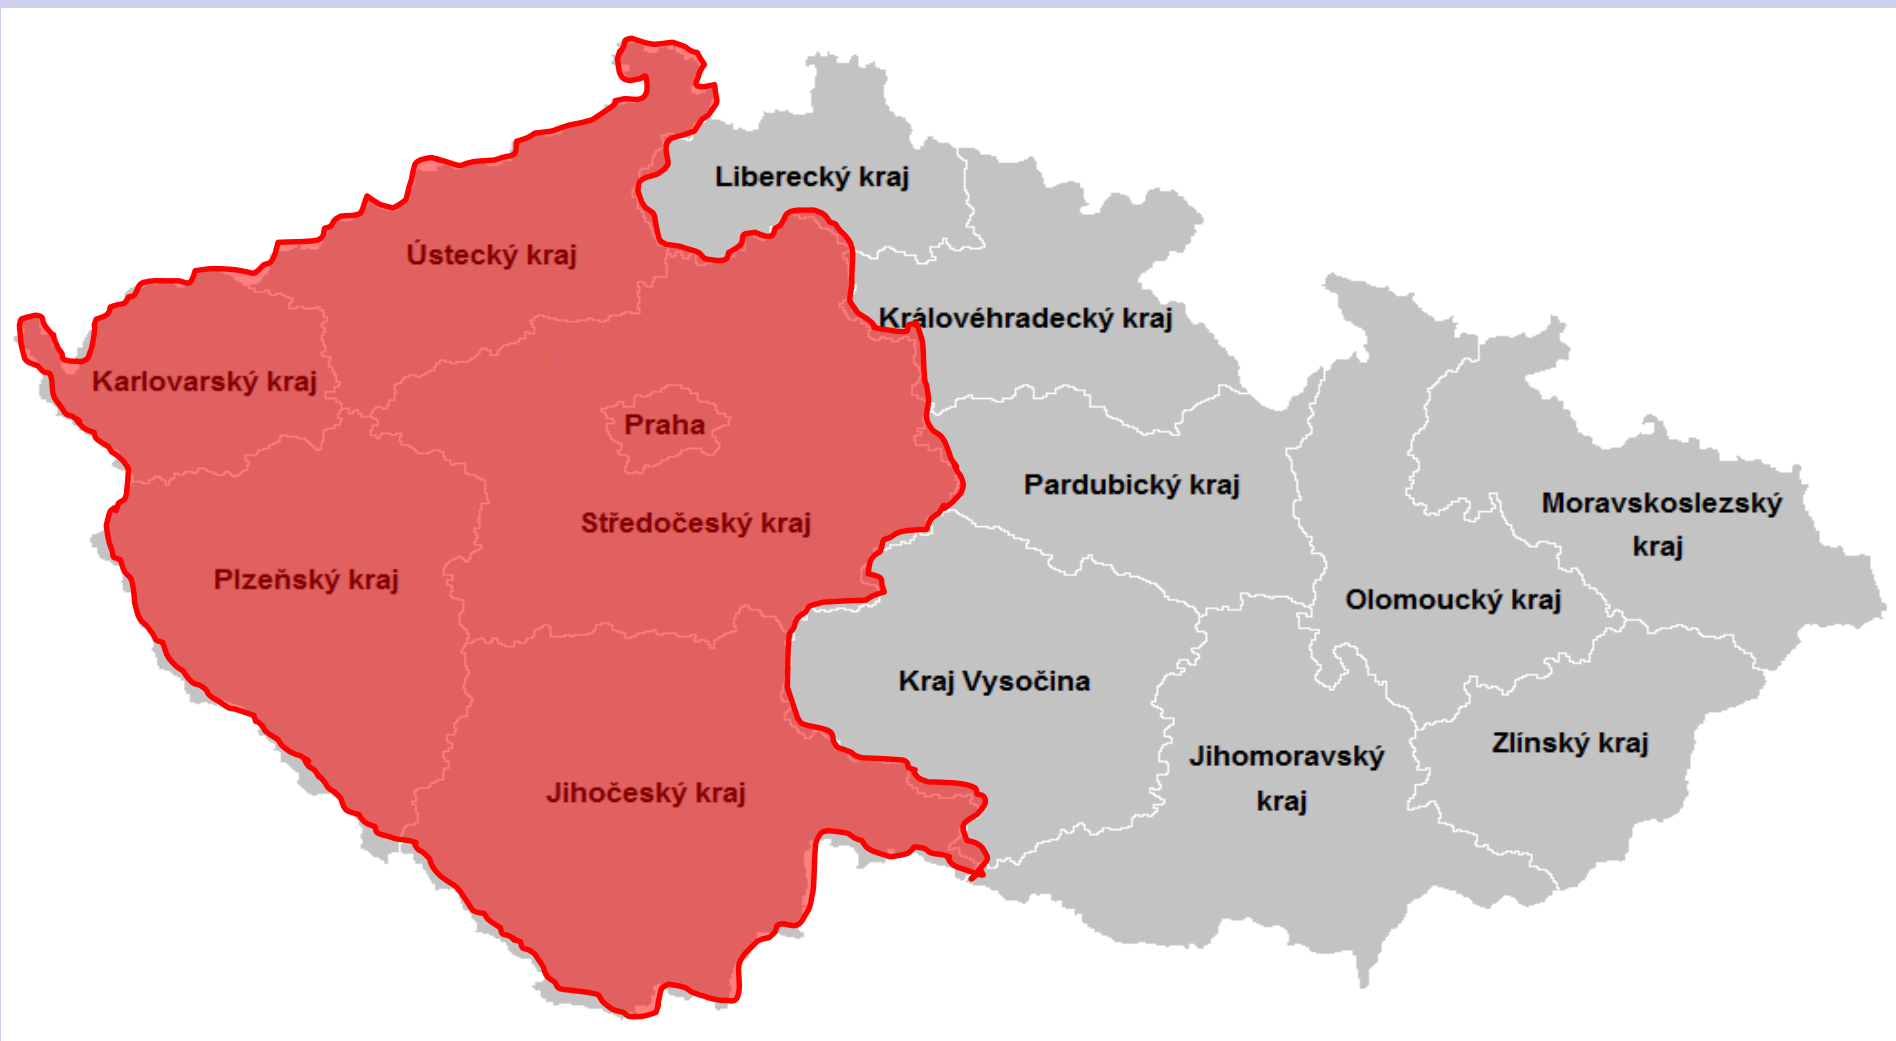 Liberecký kraj
Ústecký kraj
Královéhradecký kraj
Karlovarský kraj
Praha
Pardubický kraj
Moravskoslezský
kraj
Středočeský kraj
Plzeňský kraj
Olomoucký kraj
Kraj Vysočina
Zlínský kraj
Jihomoravský
kraj
Jihočeský kraj